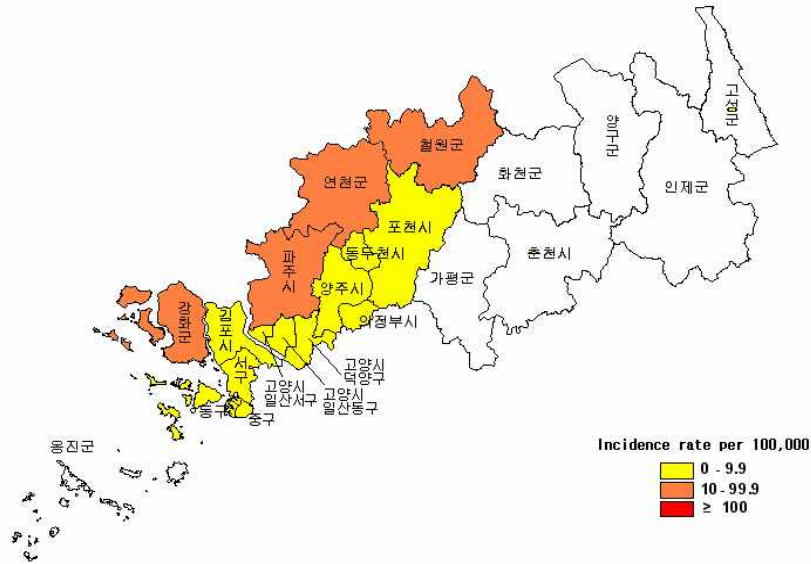 고성군
양구군
철원군
화천군
인제군
연천군
포천시
동두천시
춘천시
파주시
가평군
양주시
강화군
김포시
의정부시
서구
고양시
덕양구
고양시
일산서구
고양시
일산동구
동구
중구
옹진군
Incidence rate per 100,000
0 - 9.9
10 - 99.9
≥ 100